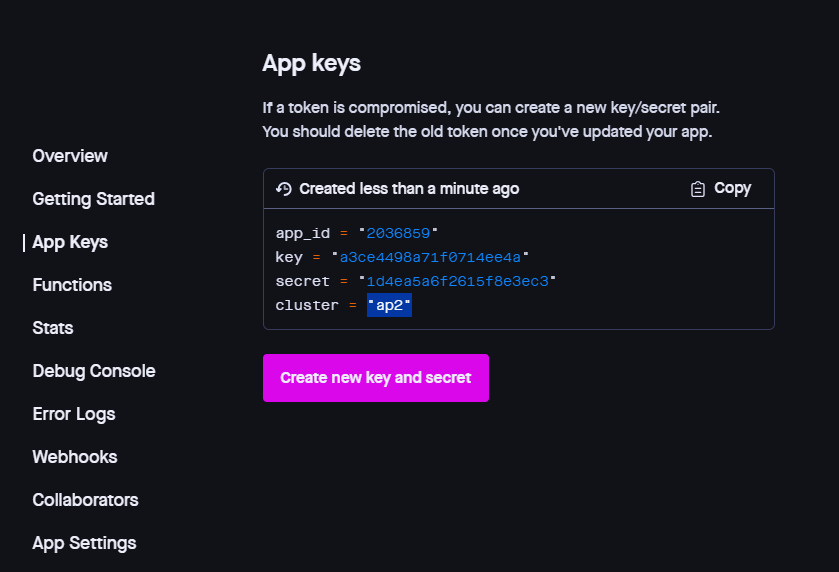 App keys
If a token is compromised, you can create a new key/secret pair.
You should delete the old token once you've updated your app.
Overview
Getting Started
App Keys
Functions
Stats
Debug Console
Error Logs
Webhooks
Collaborators
App Settings
Created less than a minute ago
Copy
app_id = "2036859"
key = "a3ce4498a71f0714ee4a"
secret = "1d4ea5a6f2615f8e3ec3"
cluster = "ap2"
Create new key and secret